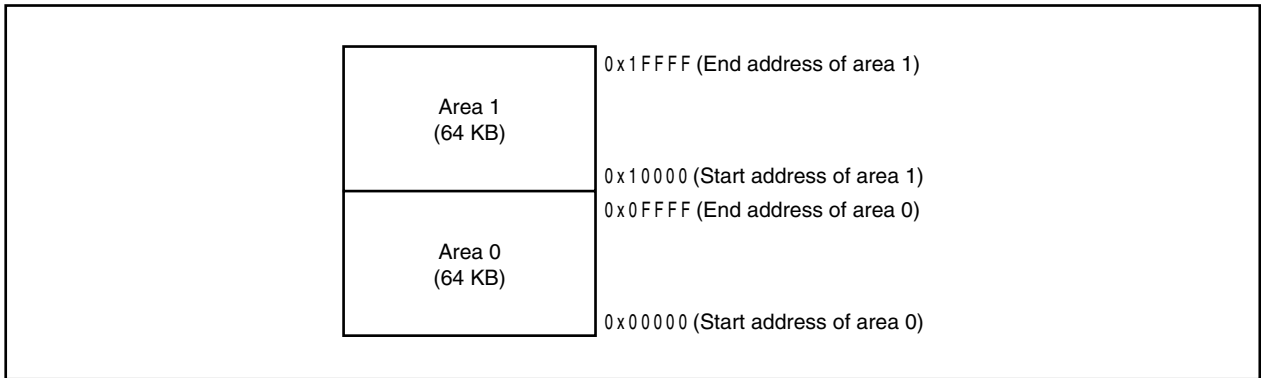 0x1FFFF (End address of area 1)
Area 1
(64 KB)
0x10000 (Start address of area 1)
0x0FFFF (End address of area 0)
Area 0
(64 KB)
0x00000 (Start address of area 0)